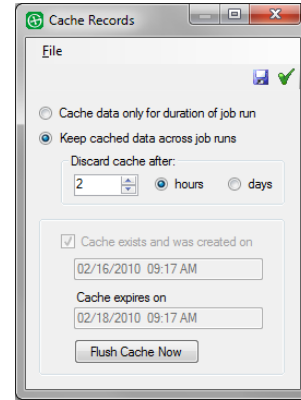 Cache Records
File
Cache data only for duration of job run
Keep cached data across job runs
Discard cache after:
2 hours days
Cache exists and was created on
02/16/2010 09:17 AM
Cache expires on
02/18/2010 09:17 AM
Flush Cache Now